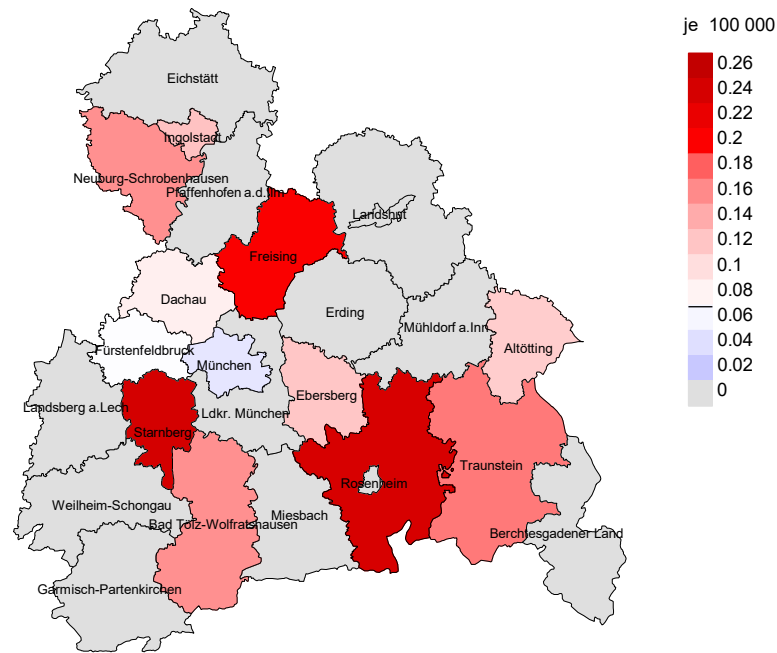 je 100 000
0.26
0.24
0.22
0.2
0.18
0.16
0.14
0.12
0.1
0.08
0.06
0.04
0.02
0
Eichstätt
Ingolstadt
Neuburg-Schrobenhausen
Pfaffenhofen a.d.Ilm
Landshut
Freising
Dachau
Erding
Mühldorf a.Inn
Altötting
Fürstenfeldbruck
München
Ebersberg
Landsberg a.Lech
Ldkr. München
Starnberg
Traunstein
Rosenheim
Weilheim-Schongau
Miesbach
Bad Tölz-Wolfratshausen
Berchtesgadener Land
Garmisch-Partenkirchen